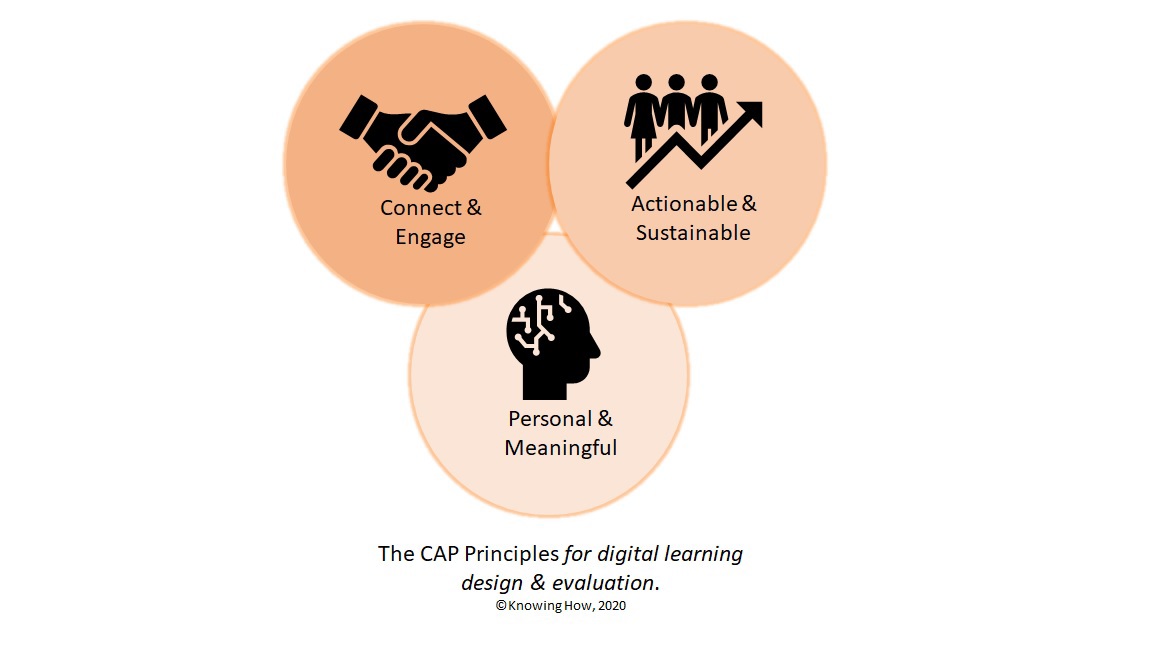 Connect &
Engage
Actionable &
Sustainable
Personal &
Meaningful
The CAP Principles for digital learning
design & evaluation.
©Knowing How, 2020